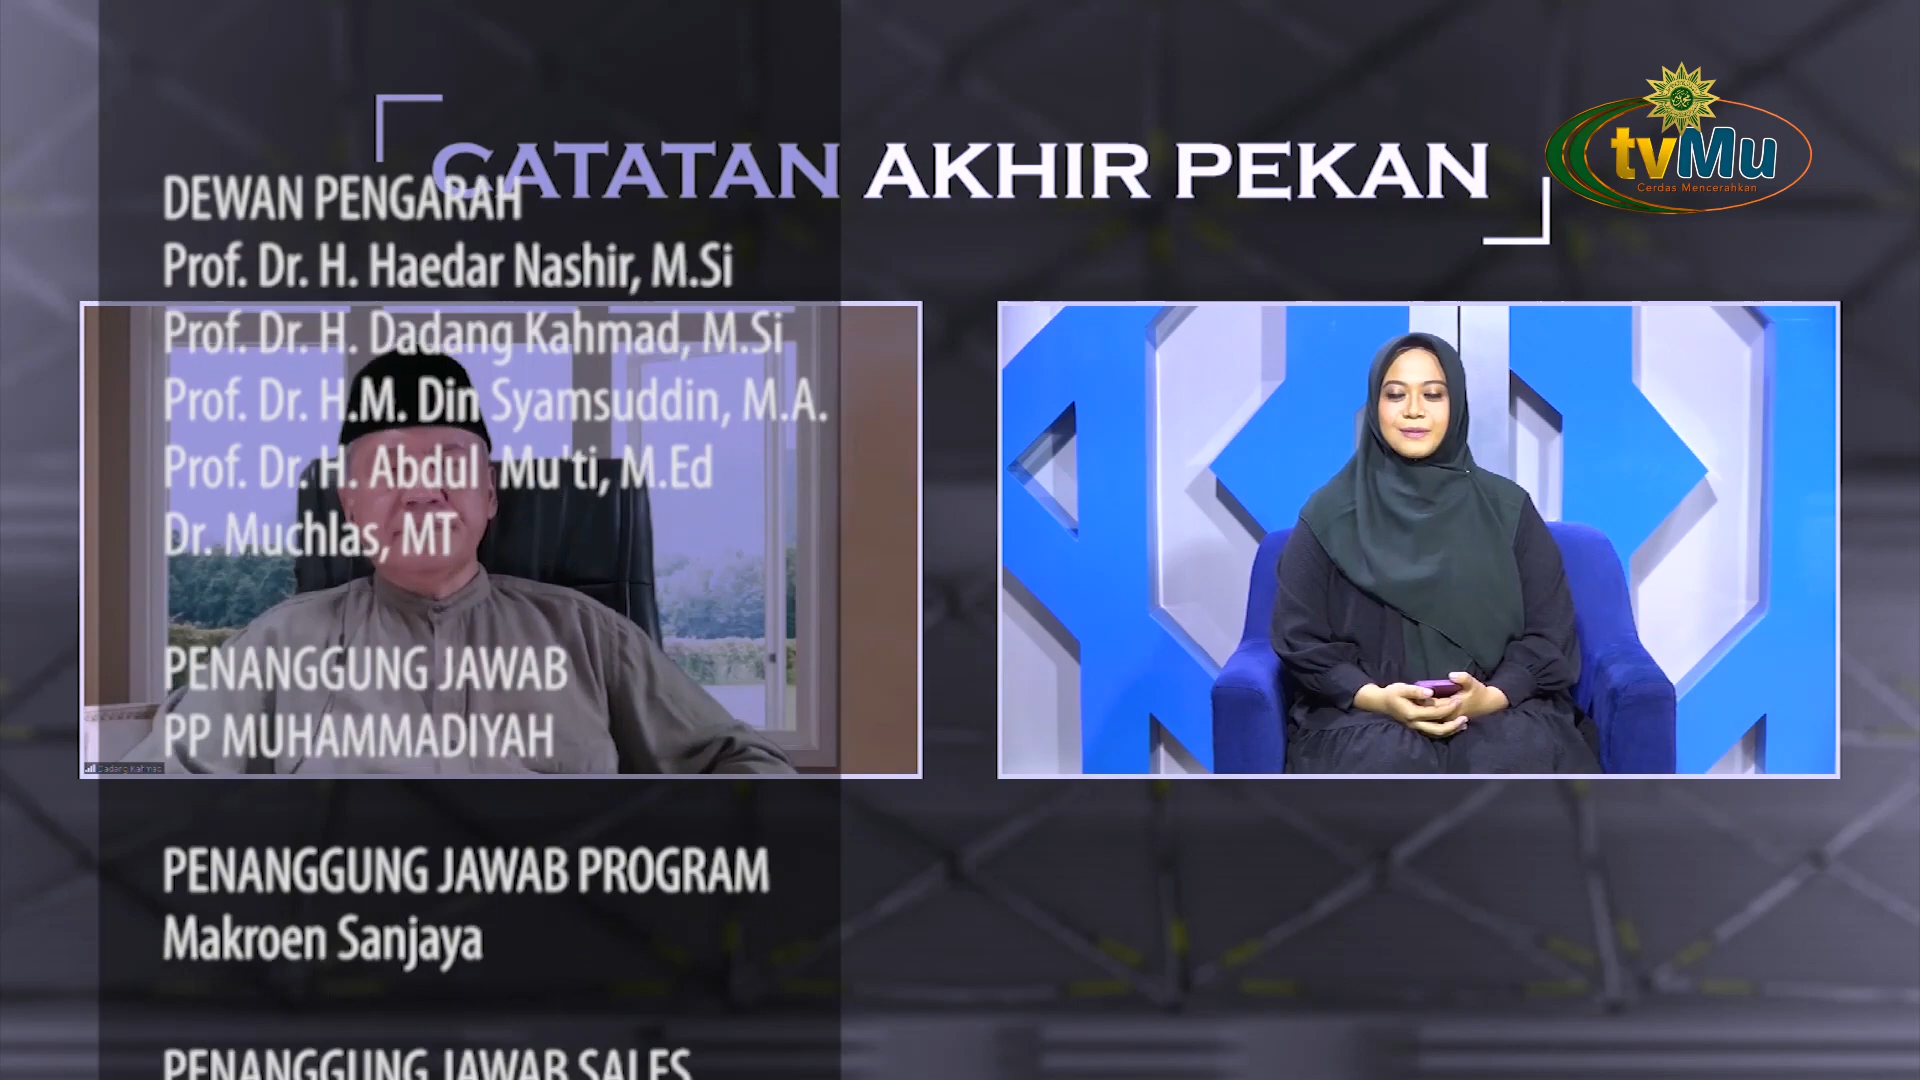 CATATAN AKHIR PEKAN
tvMu
Cerdas Mencerahkan
DEWAN PENGARAH
Prof. Dr. H. Haedar Nashir, M.Si
Prof. Dr. H. Dadang Kahmad, M.Si
Prof. Dr. H.M. Din Syamsuddin, M.A.
Prof. Dr. H. Abdul Mu'ti, M.Ed
Dr. Muchlas, MT
PENANGGUNG JAWAB
PP MUHAMMADIYAH
Dadang Kahmad
PENANGGUNG JAWAB PROGRAM
Makroen Sanjaya
PENANGGUNG JAWAB SALES